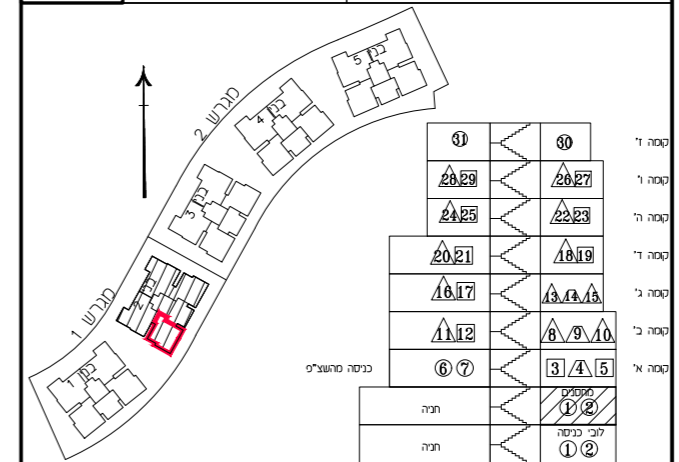 מגרש 2
בנין 5
בנין 4
בנין 3
מגרש 1
בנין 2
בנין 1
31 30 קומה ז'
28 29 26 27 קומה ו'
24 25 22 23 קומה ה'
20 21 18 19 קומה ד'
16 17 13 14 15 קומה ג'
11 12 8 9 10 קומה ב'
כניסה מהשצ"פ 6 7 3 4 5 קומה א'
חניה מחסנים
1 2
חניה לובי כניסה
1 2